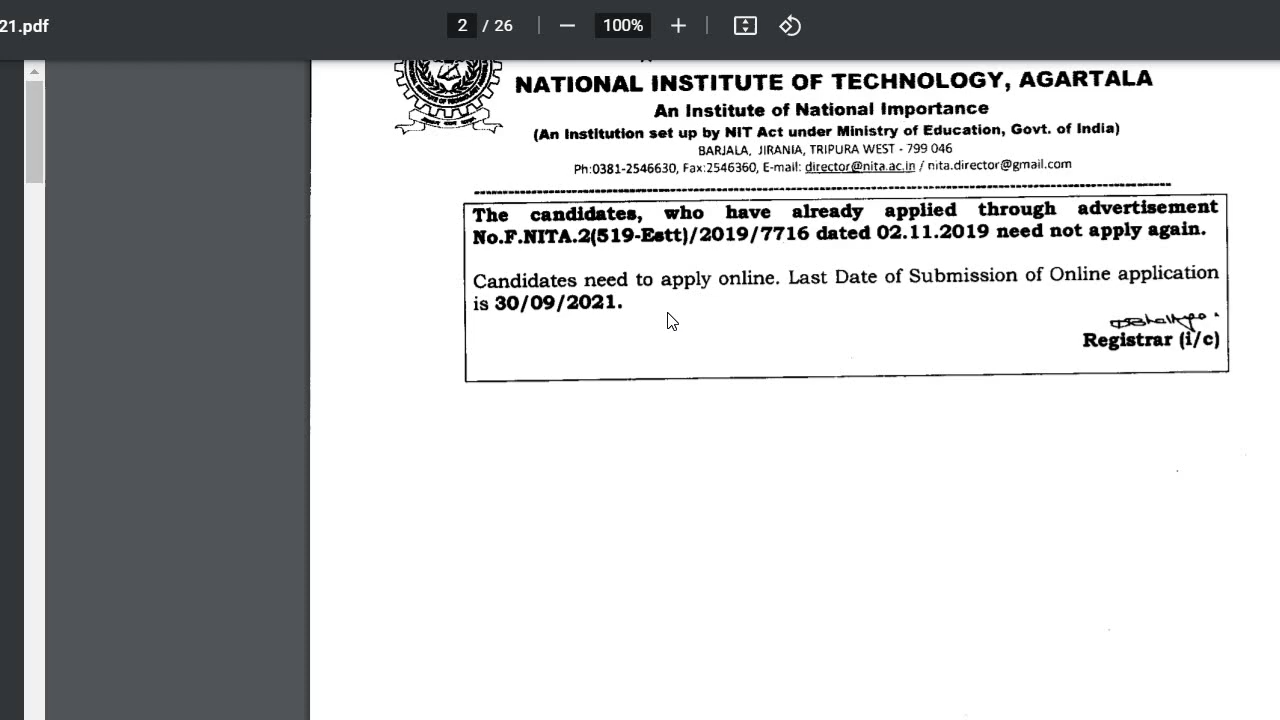 21.pdf
2 / 26
100%
NATIONAL INSTITUTE OF TECHNOLOGY, AGARTALA
An Institute of National Importance
(An Institution set up by NIT Act under Ministry of Education, Govt. of India)
BARJALA, JIRANIA, TRIPURA WEST - 799 046
Ph:0381-2546630, Fax:2546360, E-mail: director@nita.ac.in / nita.director@gmail.com
The candidates, who have already applied through advertisement
No.F.NITA.2(519-Estt)/2019/7716 dated 02.11.2019 need not apply again.
Candidates need to apply online. Last Date of Submission of Online application
is 30/09/2021.
Registrar (i/c)